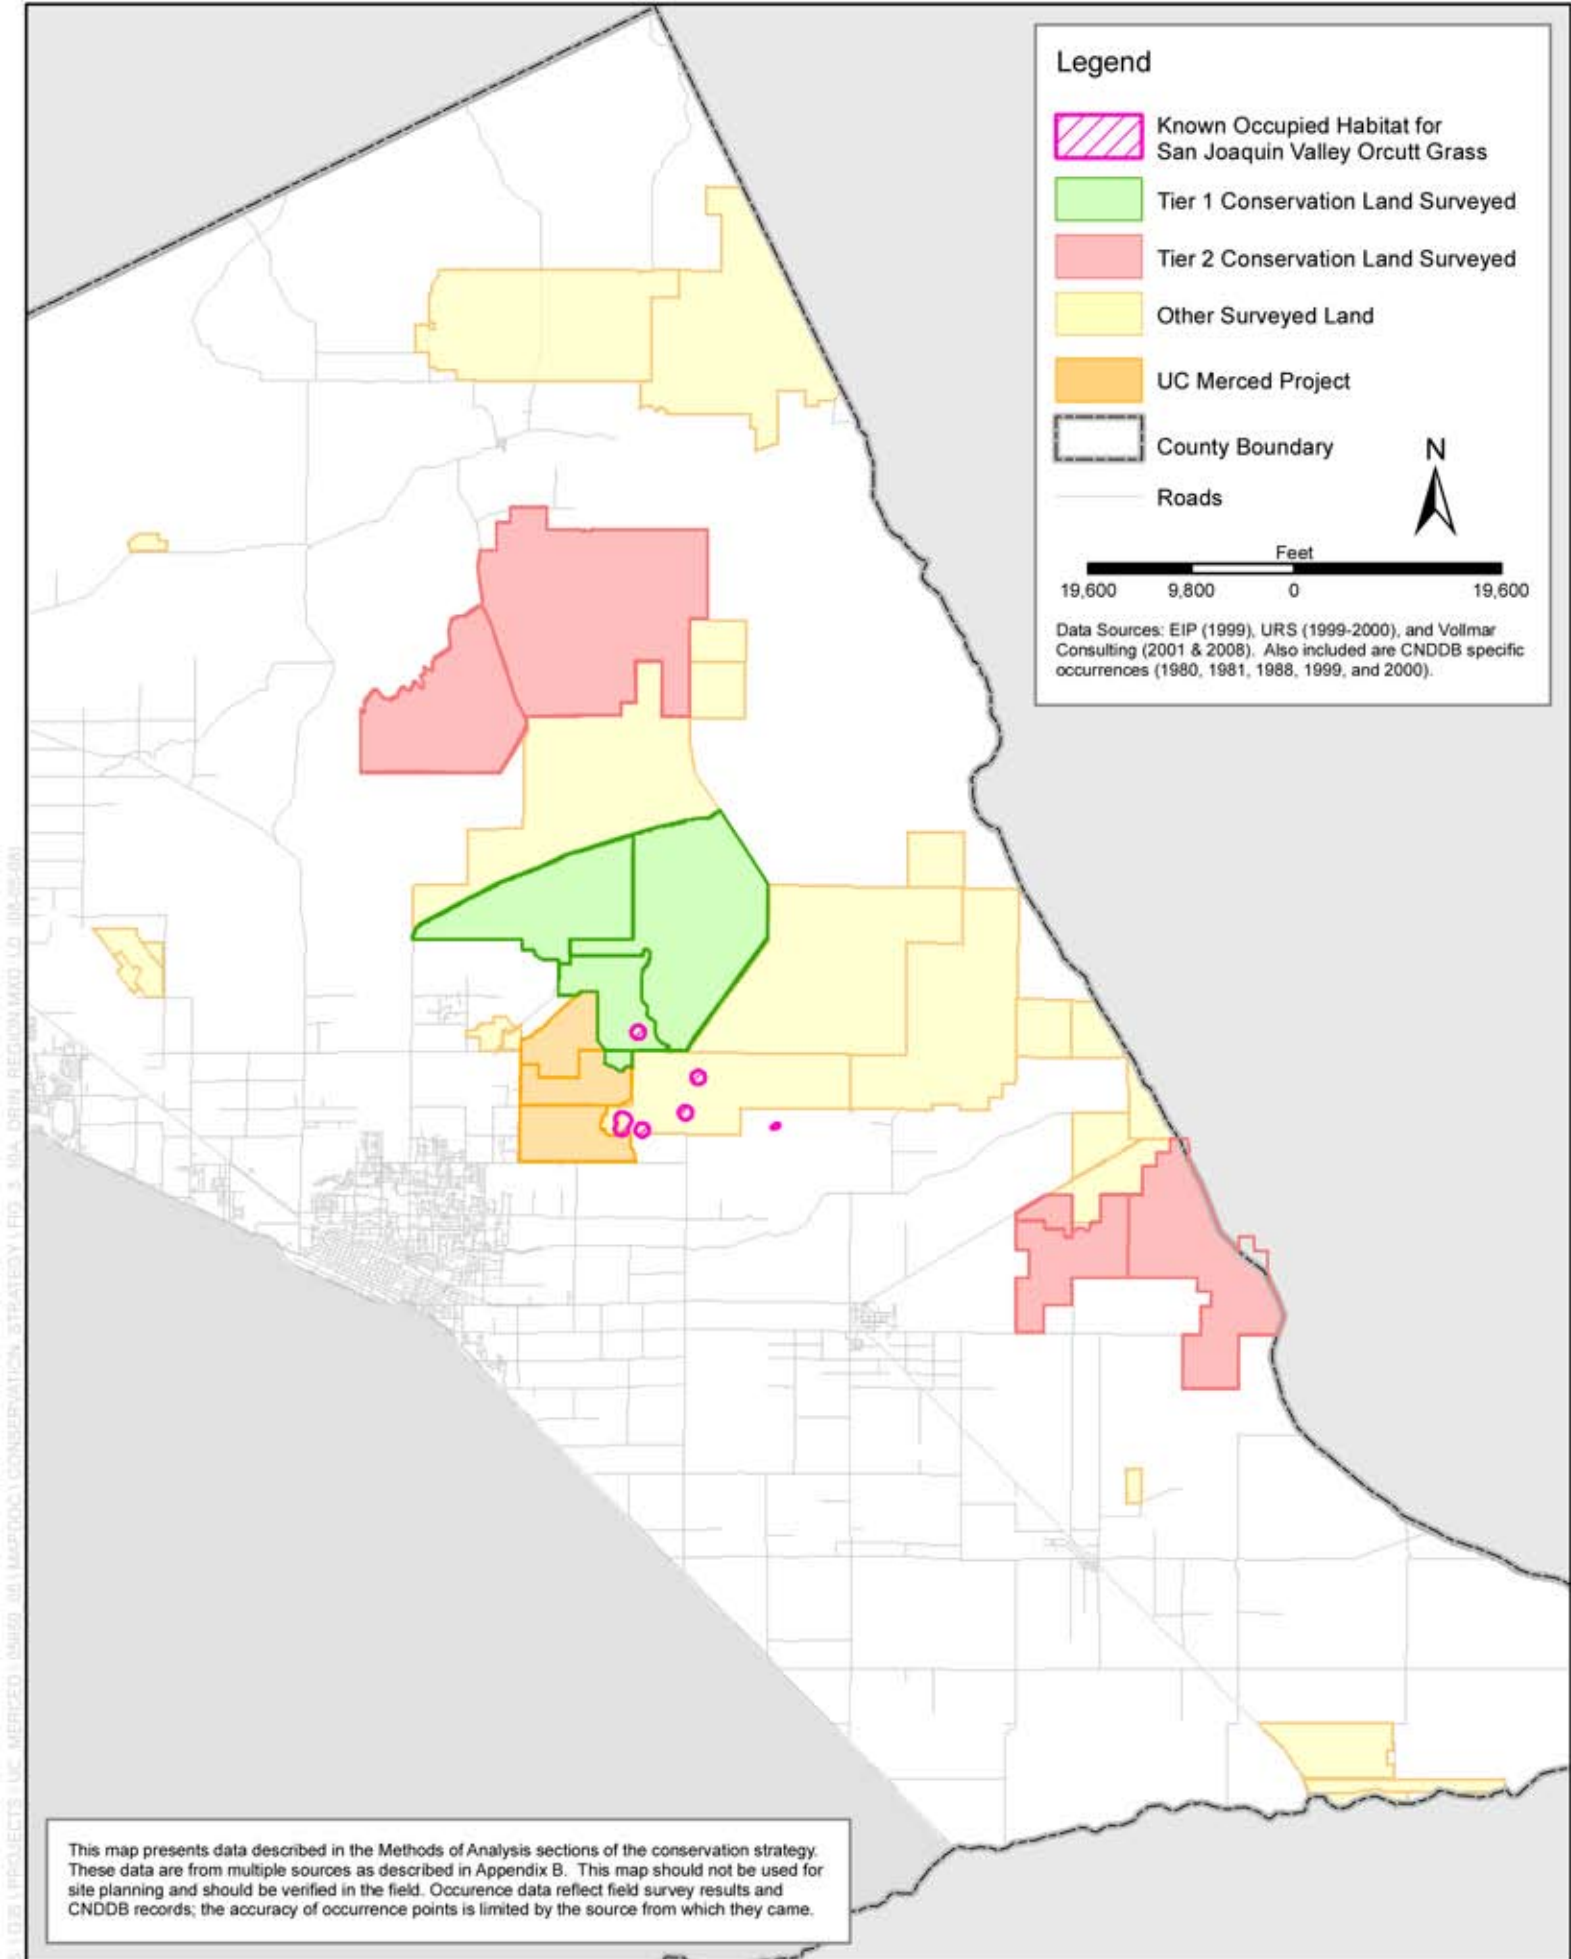 Legend
Known Occupied Habitat for
San Joaquin Valley Orcutt Grass
Tier 1 Conservation Land Surveyed
Tier 2 Conservation Land Surveyed
Other Surveyed Land
UC Merced Project
County Boundary
N
Roads
Feet
19,600 9,800 0 19,600
Data Sources: EIP (1999), URS (1999-2000), and Vollmar
Consulting (2001 & 2008). Also included are CNDDB specific
occurrences (1980, 1981, 1988, 1999, and 2000).
This map presents data described in the Methods of Analysis sections of the conservation strategy.
These data are from multiple sources as described in Appendix B. This map should not be used for
site planning and should be verified in the field. Occurence data reflect field survey results and
CNDDB records; the accuracy of occurrence points is limited by the source from which they came.